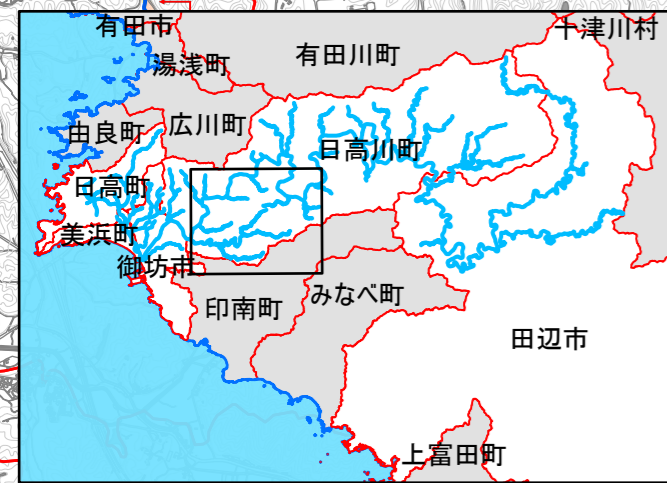 有田市
十津川村
有田川町
湯浅町
広川町
由良町
日高川町
日高町
美浜町
御坊市
みなべ町
印南町
田辺市
上富田町